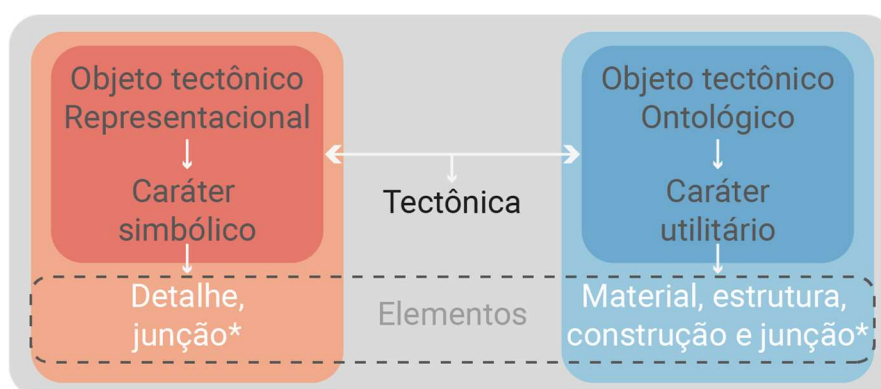 Objeto tectônico
Representacional
Caráter
simbólico
Detalhe,
junção*
Tectônica
Elementos
Objeto tectônico
Ontológico
Caráter
utilitário
Material, estrutura,
construção e junção*